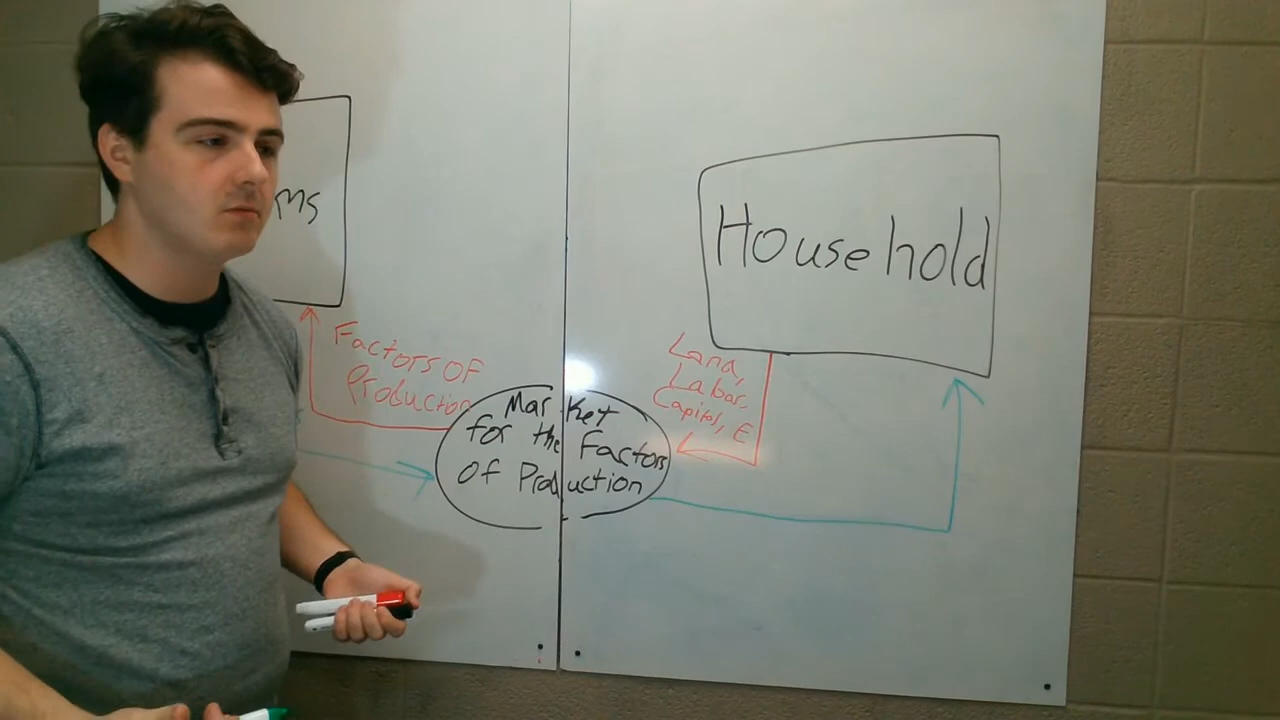 ms
Household
Factors of
Production
Land,
Labor,
Capital, E
Market
for the Factors
Of Production